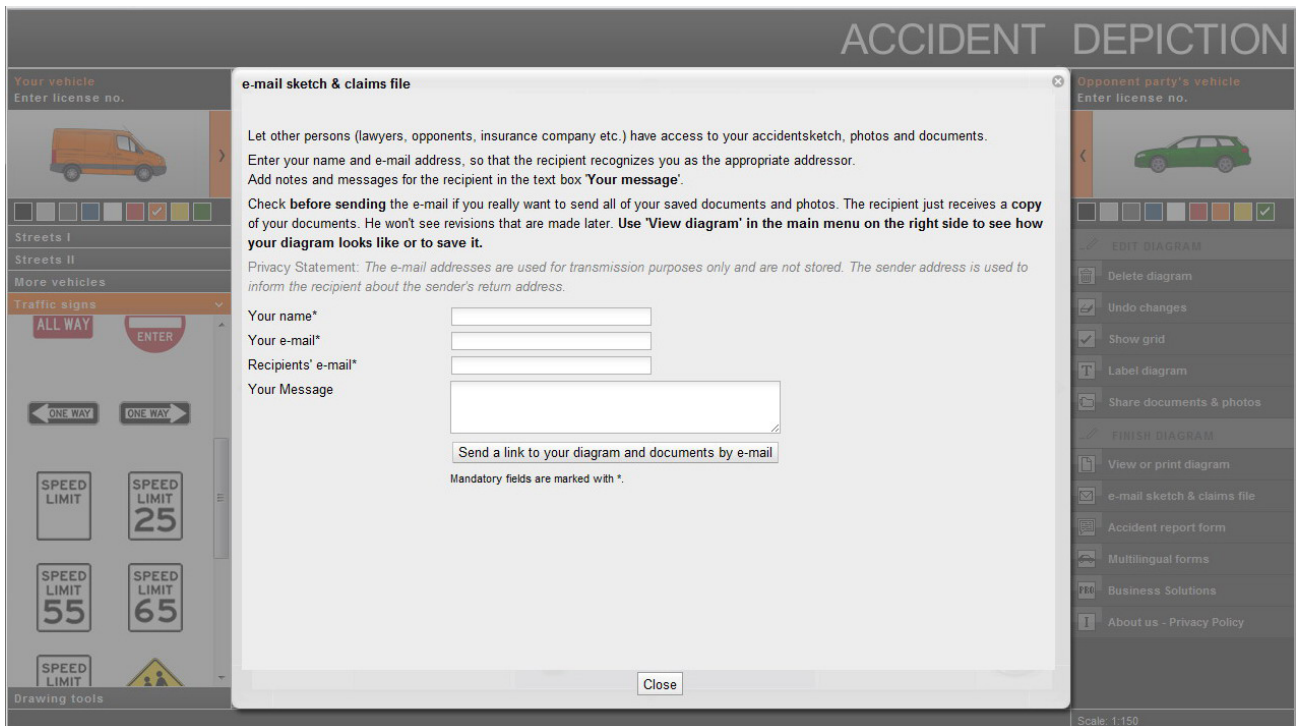 ACCIDENT DEPICTION
Your vehicle
Enter license no.
Streets I
Streets II
More vehicles
Traffic signs
ALL WAY
ENTER
ONE WAY
ONE WAY
SPEED
LIMIT
SPEED
LIMIT
25
SPEED
LIMIT
55
SPEED
LIMIT
65
SPEED
LIMIT
Drawing tools
e-mail sketch & claims file
Let other persons (lawyers, opponents, insurance company etc.) have access to your accidentsketch, photos and documents.
Enter your name and e-mail address, so that the recipient recognizes you as the appropriate addressor.
Add notes and messages for the recipient in the text box 'Your message'.
Check before sending the e-mail if you really want to send all of your saved documents and photos. The recipient just receives a copy
of your documents. He won't see revisions that are made later. Use 'View diagram' in the main menu on the right side to see how
your diagram looks like or to save it.
Privacy Statement: The e-mail addresses are used for transmission purposes only and are not stored. The sender address is used to
inform the recipient about the sender's return address.
Your name*
Your e-mail*
Recipients' e-mail*
Your Message
Send a link to your diagram and documents by e-mail
Mandatory fields are marked with *.
Close
Opponent party's vehicle
Enter license no.
EDIT DIAGRAM
Delete diagram
Undo changes
Show grid
T Label diagram
Share documents & photos
FINISH DIAGRAM
View or print diagram
e-mail sketch & claims file
Accident report form
Multilingual forms
PRO Business Solutions
I About us - Privacy Policy
Scale: 1:150